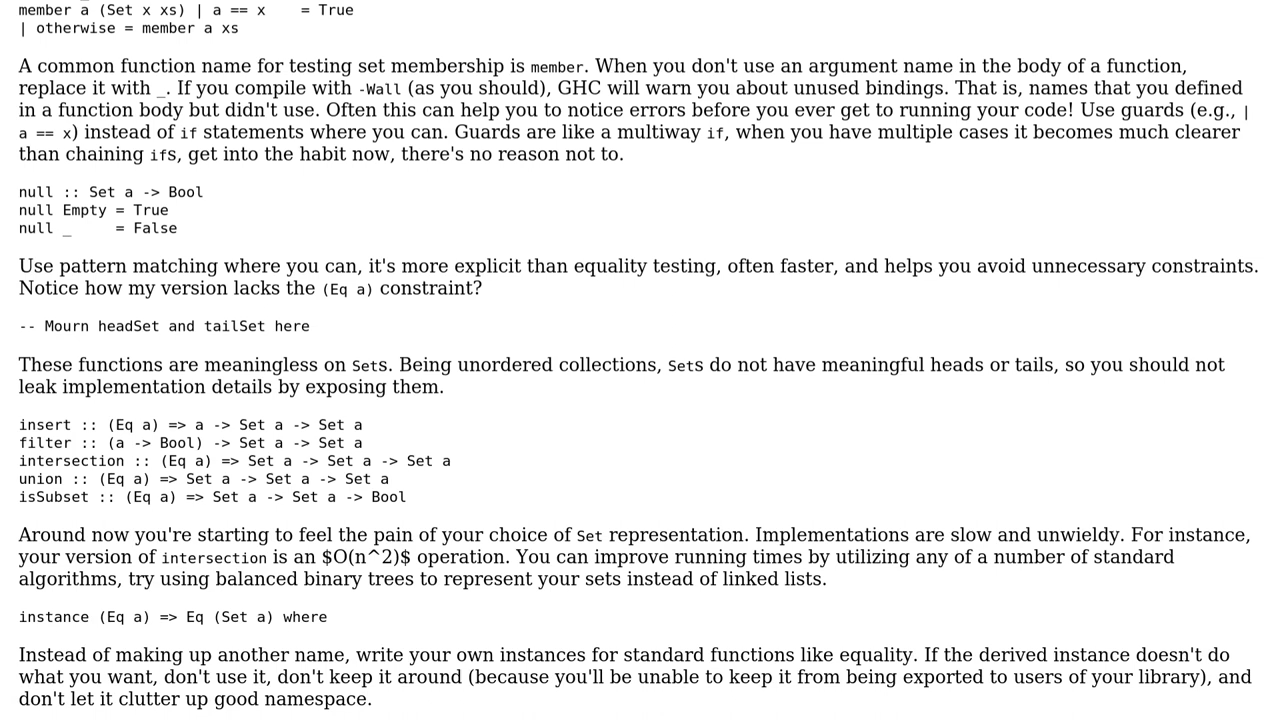 member a (Set x xs) | a == x    = True
| otherwise = member a xs
A common function name for testing set membership is member. When you don't use an argument name in the body of a function,
replace it with _. If you compile with -Wall (as you should), GHC will warn you about unused bindings. That is, names that you defined
in a function body but didn't use. Often this can help you to notice errors before you ever get to running your code! Use guards (e.g., |
a == x) instead of if statements where you can. Guards are like a multiway if, when you have multiple cases it becomes much clearer
than chaining ifs, get into the habit now, there's no reason not to.
null :: Set a -> Bool
null Empty = True
null _     = False
Use pattern matching where you can, it's more explicit than equality testing, often faster, and helps you avoid unnecessary constraints.
Notice how my version lacks the (Eq a) constraint?
-- Mourn headSet and tailSet here
These functions are meaningless on Sets. Being unordered collections, Sets do not have meaningful heads or tails, so you should not
leak implementation details by exposing them.
insert :: (Eq a) => a -> Set a -> Set a
filter :: (a -> Bool) -> Set a -> Set a
intersection :: (Eq a) => Set a -> Set a -> Set a
union :: (Eq a) => Set a -> Set a -> Set a
isSubset :: (Eq a) => Set a -> Set a -> Bool
Around now you're starting to feel the pain of your choice of Set representation. Implementations are slow and unwieldy. For instance,
your version of intersection is an $O(n^2)$ operation. You can improve running times by utilizing any of a number of standard
algorithms, try using balanced binary trees to represent your sets instead of linked lists.
instance (Eq a) => Eq (Set a) where
Instead of making up another name, write your own instances for standard functions like equality. If the derived instance doesn't do
what you want, don't use it, don't keep it around (because you'll be unable to keep it from being exported to users of your library), and
don't let it clutter up good namespace.